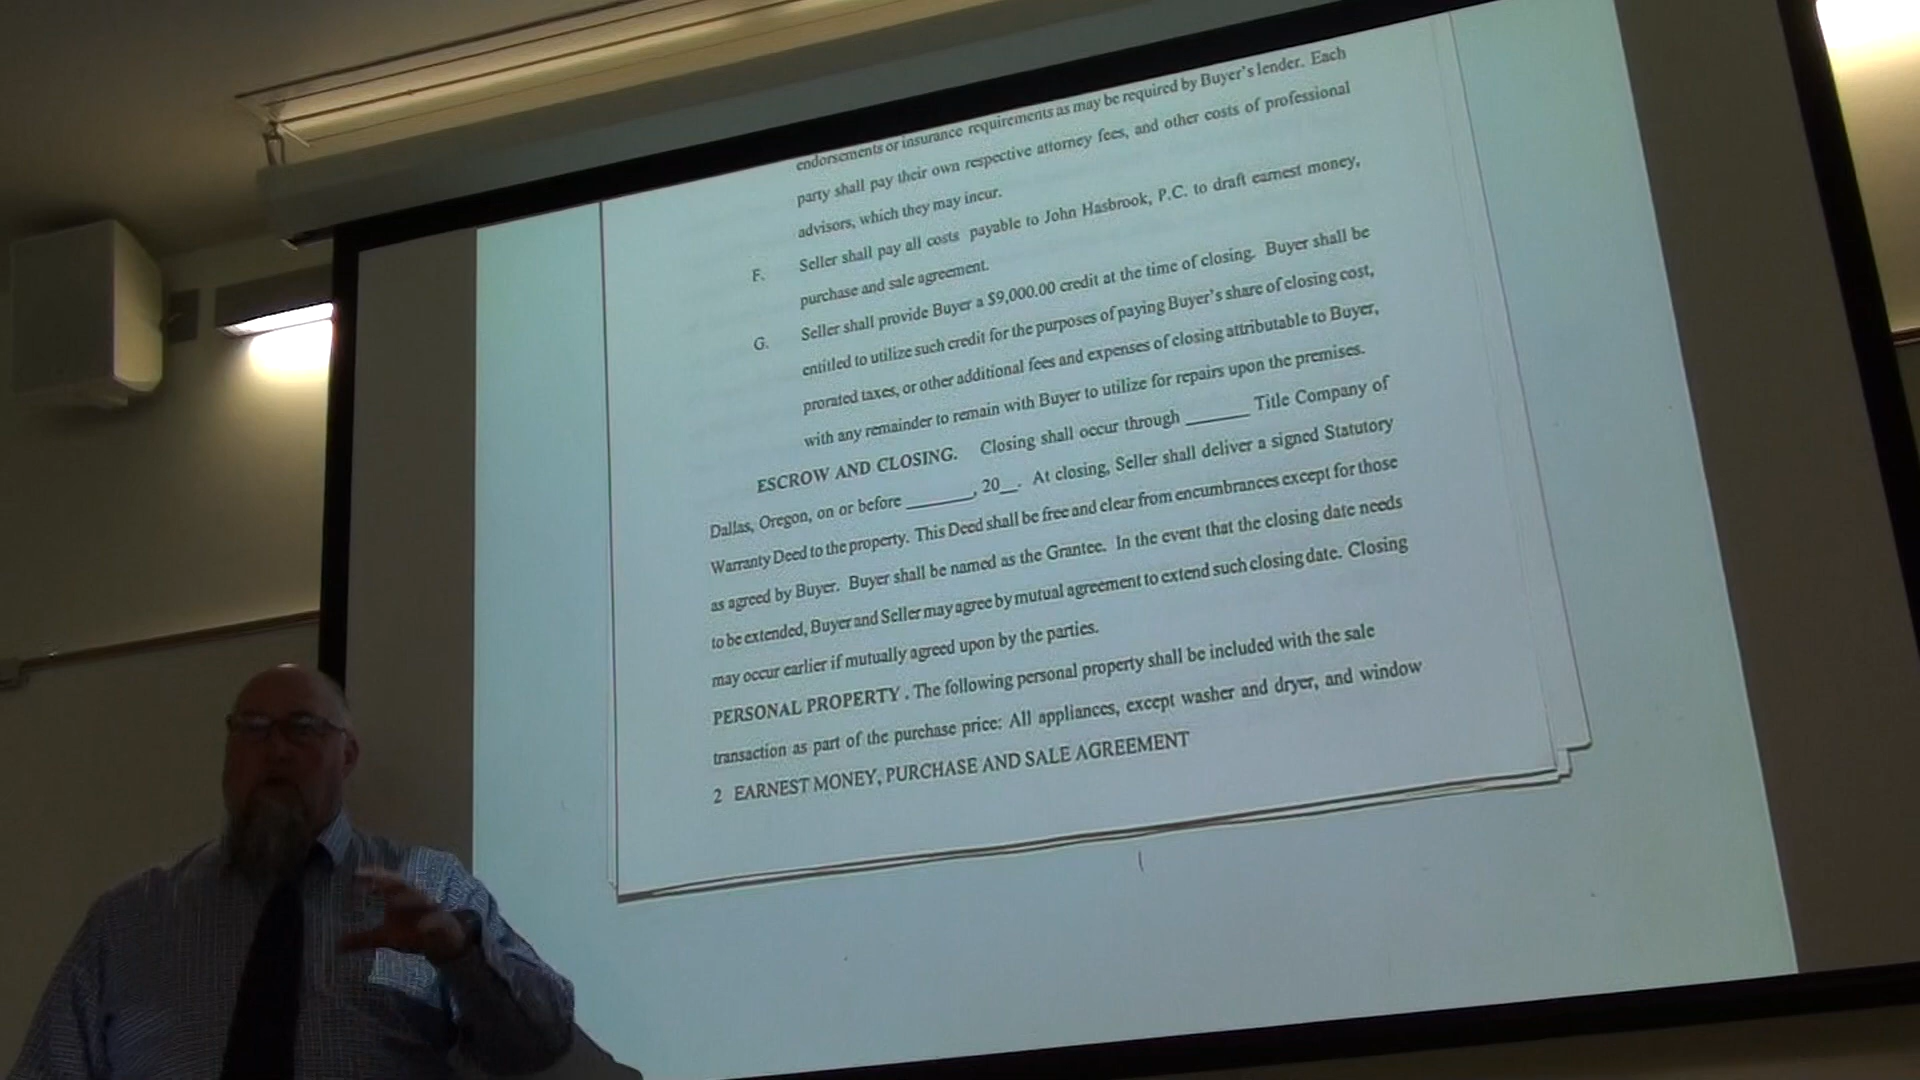 endorsements or insurance requirements as may be required by Buyer's lender. Each
party shall pay their own respective attorney fees, and other costs of professional
advisors, which they may incur.
F. Seller shall pay all costs payable to John Hasbrook, P.C. to draft earnest money,
purchase and sale agreement.
G. Seller shall provide Buyer a $9,000.00 credit at the time of closing. Buyer shall be
entitled to utilize such credit for the purposes of paying Buyer's share of closing cost,
prorated taxes, or other additional fees and expenses of closing attributable to Buyer,
with any remainder to remain with Buyer to utilize for repairs upon the premises.
ESCROW AND CLOSING. Closing shall occur through ______ Title Company of
Dallas, Oregon, on or before ______, 20__. At closing, Seller shall deliver a signed Statutory
Warranty Deed to the property. This Deed shall be free and clear from encumbrances except for those
as agreed by Buyer. Buyer shall be named as the Grantee. In the event that the closing date needs
to be extended, Buyer and Seller may agree by mutual agreement to extend such closing date. Closing
may occur earlier if mutually agreed upon by the parties.
PERSONAL PROPERTY. The following personal property shall be included with the sale
transaction as part of the purchase price: All appliances, except washer and dryer, and window
2 EARNEST MONEY, PURCHASE AND SALE AGREEMENT